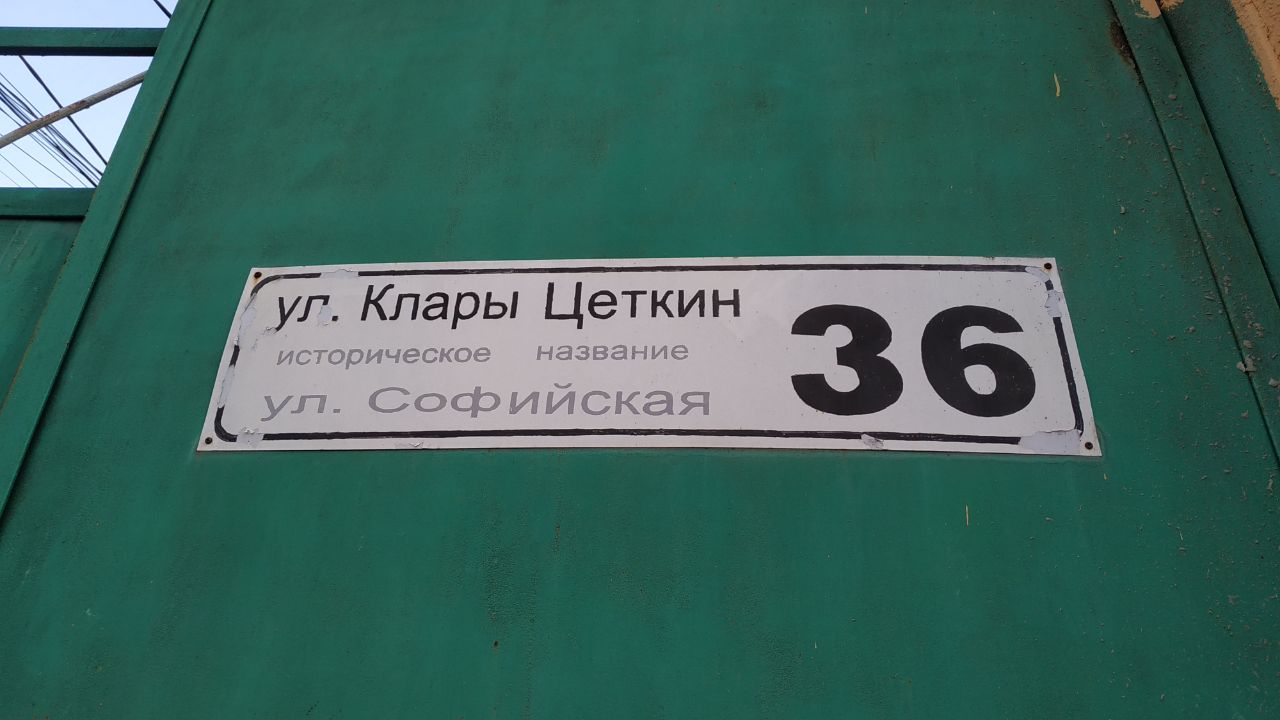 ул. Клары Цеткин
историческое название
ул. Софийская
36